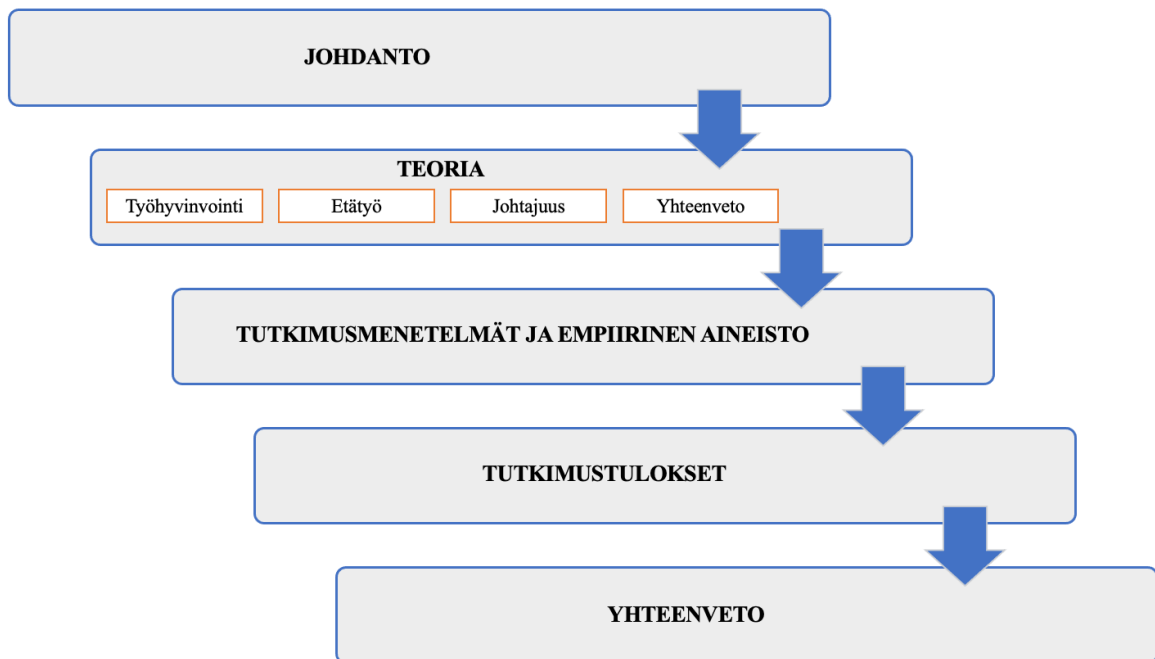 JOHDANTO
TEORIA
Työhyvinvointi
Etätyö
Johtajuus
Yhteenveto
TUTKIMUSMENETELMÄT JA EMPIIRINEN AINEISTO
TUTKIMUSTULOKSET
YHTEENVETO